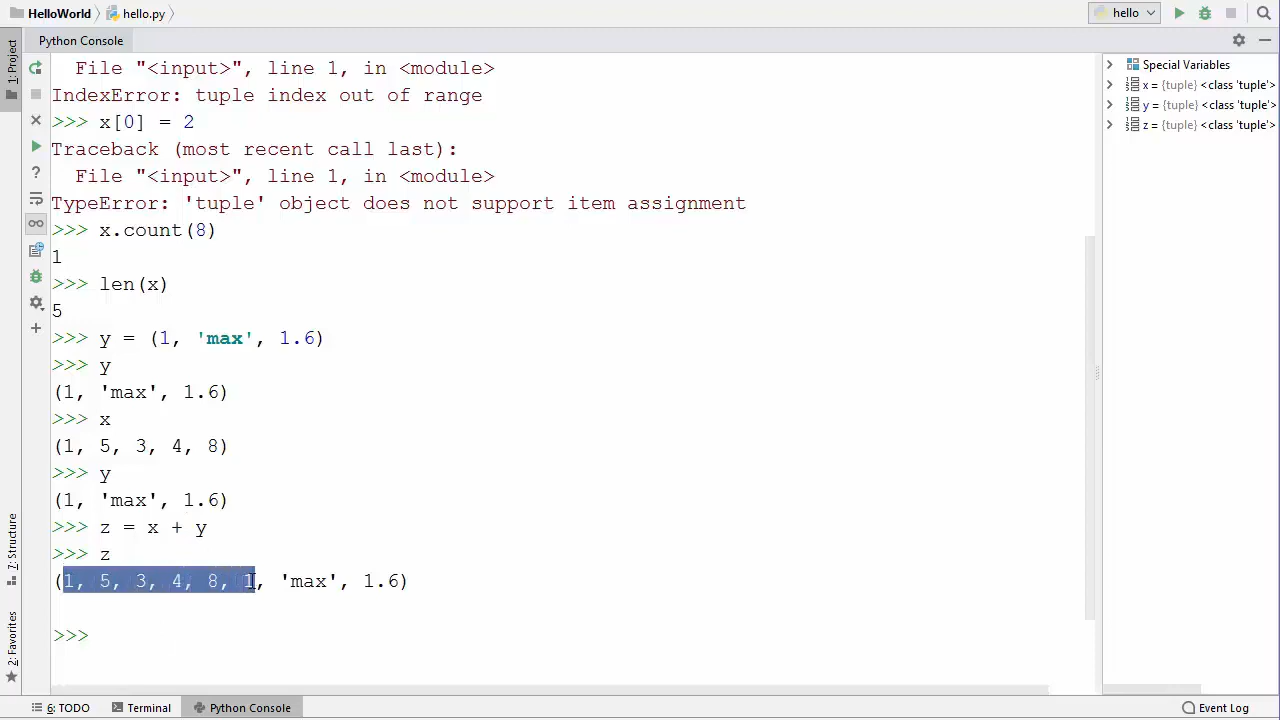 HelloWorld hello.py
hello
Python Console
1: Project
Z: Structure
2: Favorites
File "<input>", line 1, in <module>
IndexError: tuple index out of range
>>> x[0] = 2
Traceback (most recent call last):
File "<input>", line 1, in <module>
TypeError: 'tuple' object does not support item assignment
>>> x.count(8)
1
>>> len(x)
5
>>> y = (1, 'max', 1.6)
>>> y
(1, 'max', 1.6)
>>> x
(1, 5, 3, 4, 8)
>>> y
(1, 'max', 1.6)
>>> z = x + y
>>> z
(1, 5, 3, 4, 8, 1, 'max', 1.6)
>>>
Special Variables
x = {tuple} <class 'tuple'>
y = {tuple} <class 'tuple'>
z = {tuple} <class 'tuple'>
6: TODO Terminal Python Console Event Log